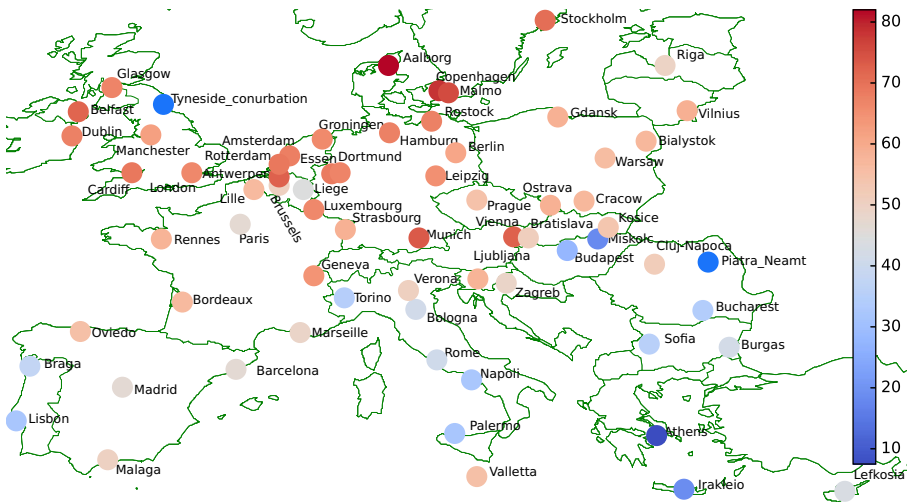 Stockholm
80
Aalborg
Riga
Glasgow
Copenhagen
Malmo
Tyneside_conurbation
70
Belfast
Rostock
Gdansk
Vilnius
Groningen
Dublin
Amsterdam
Hamburg
Bialystok
Manchester
Rotterdam
Essen
Dortmund
Berlin
60
Warsaw
Antwerpen
Leipzig
Cardiff
London
Liege
Ostrava
Lille
Cracow
Brussels
Luxembourg
Prague
50
Strasbourg
Vienna
Bratislava
Kosice
Rennes
Paris
Munich
Miskolc
Ljubljana
Budapest
Cluj-Napoca
Piatra_Neamt
Geneva
40
Verona
Zagreb
Bordeaux
Torino
Bucharest
Bologna
30
Oviedo
Marseille
Sofia
Burgas
Braga
Rome
Barcelona
Napoli
Madrid
20
Lisbon
Palermo
Athens
10
Malaga
Valletta
Lefkosia
Irakleio